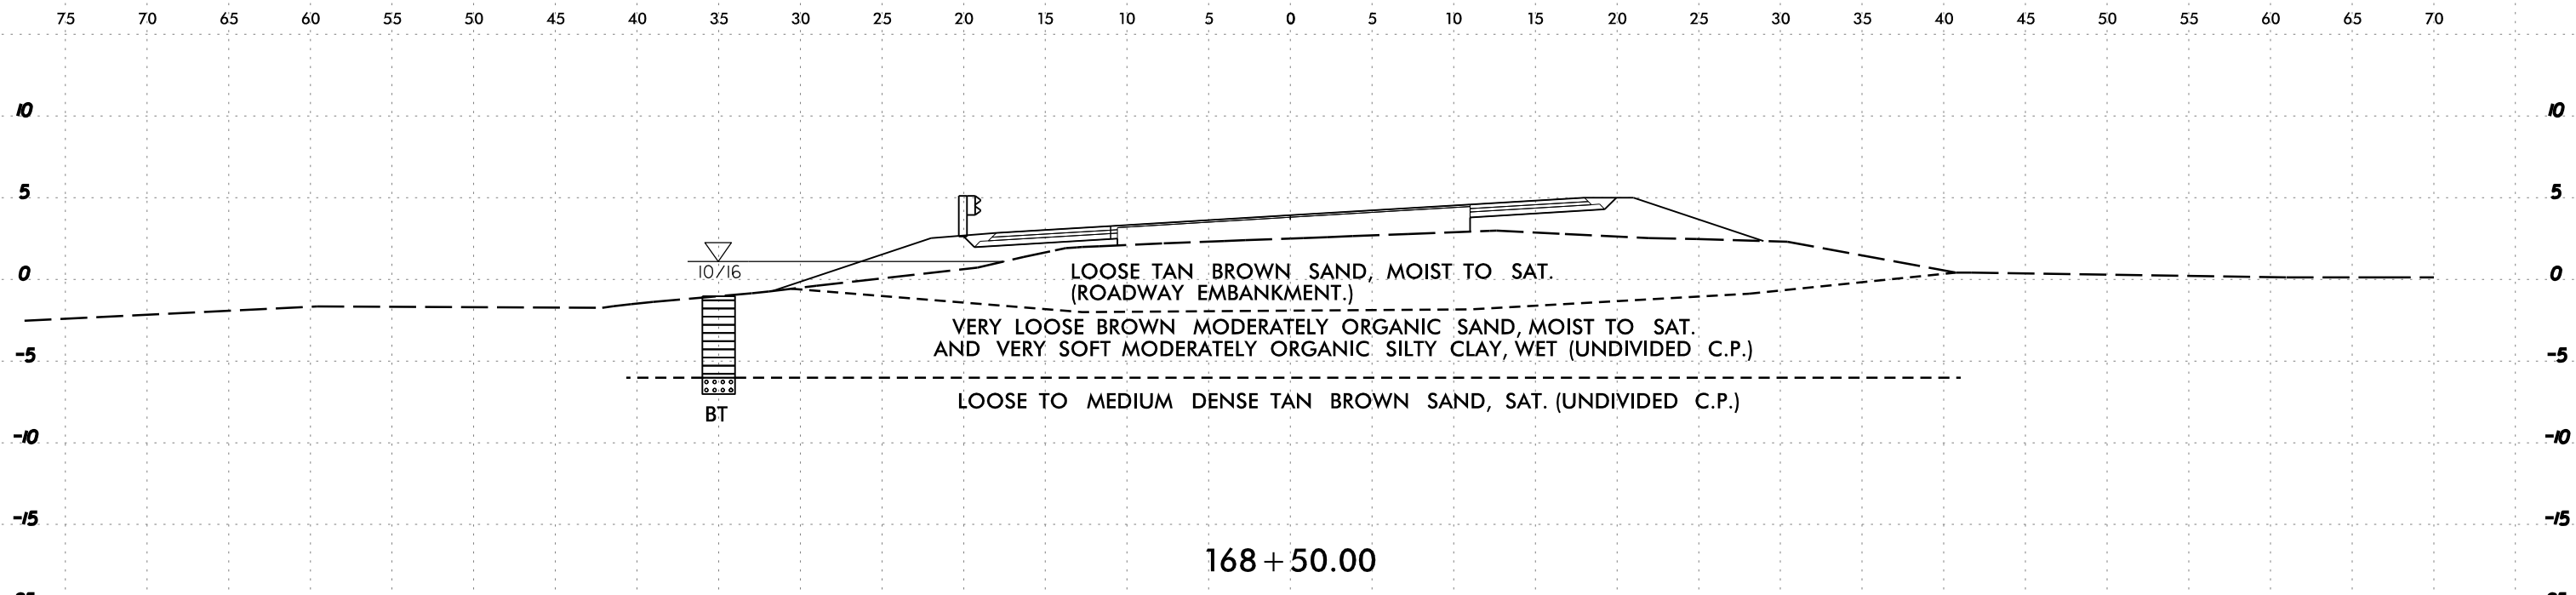 75 70 65 60 55 50 45 40 35 30 25 20 15 10 5 0 5 10 15 20 25 30 35 40 45 50 55 60 65 70
10 10
5 5
0 10/16 0
LOOSE TAN BROWN SAND, MOIST TO SAT.
(ROADWAY EMBANKMENT.)
VERY LOOSE BROWN MODERATELY ORGANIC SAND, MOIST TO SAT.
AND VERY SOFT MODERATELY ORGANIC SILTY CLAY, WET (UNDIVIDED C.P.)
-5 -5
LOOSE TO MEDIUM DENSE TAN BROWN SAND, SAT. (UNDIVIDED C.P.)
BT
-10 -10
-15 -15
168+50.00